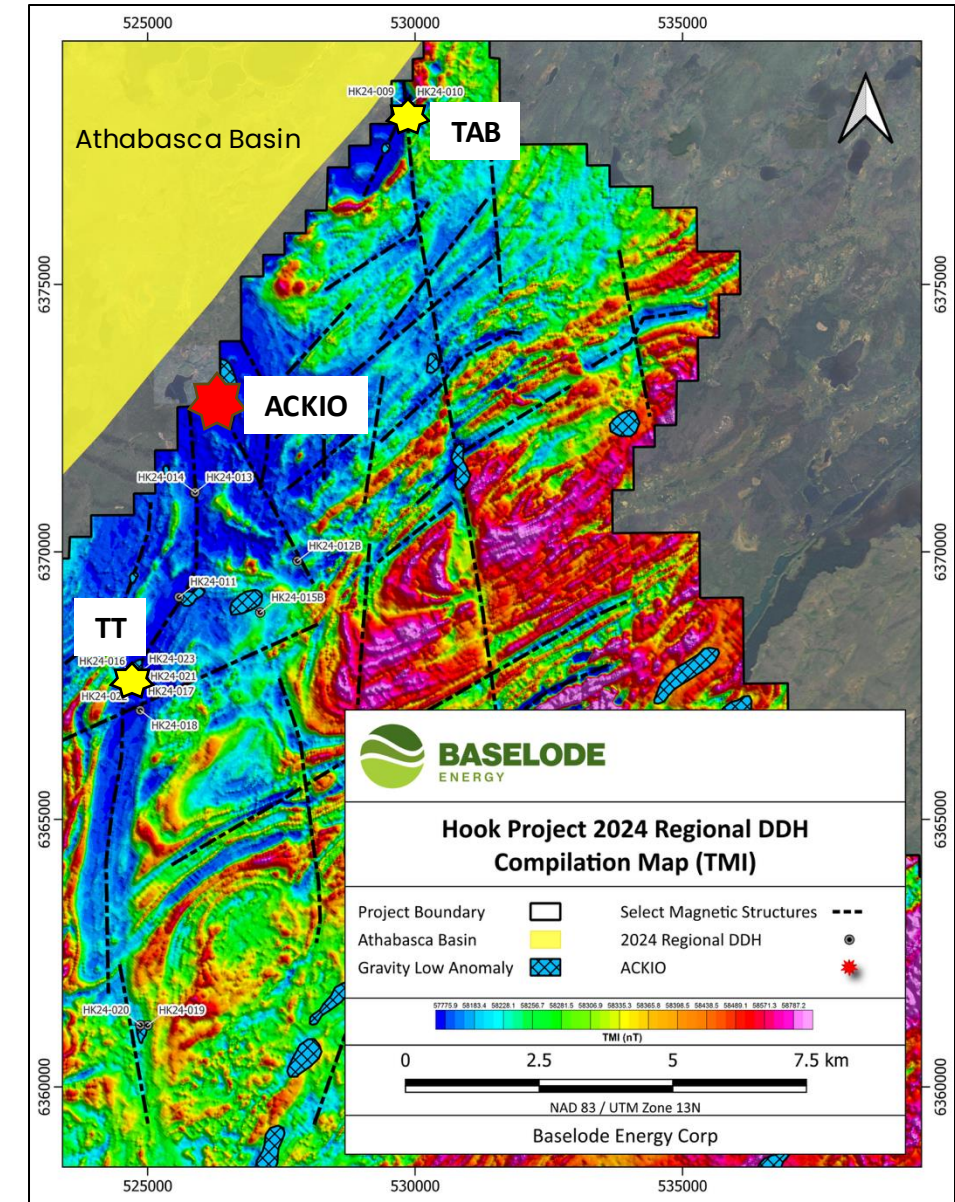 525000
530000
535000
HK24-009
HK24-010
TAB
Athabasca Basin
6375000
6375000
ACKIO
HK24-014
HK24-013
HK24-012B
6370000
6370000
HK24-011
HK24-015B
TT
HK24-016
HK24-023
HK24-021
HK24-017
HK24-018
BASELODE
ENERGY
Hook Project 2024 Regional DDH
Compilation Map (TMI)
6365000
6365000
Project Boundary
Select Magnetic Structures
Athabasca Basin
2024 Regional DDH
Gravity Low Anomaly
ACKIO
57775.9 58183.4 58228.1 58256.7 58281.5 58306.9 58335.3 58365.8 58398.5 58438.5 58489.1 58571.3 58787.2
TMI (nT)
HK24-020
HK24-019
0 2.5 5 7.5 km
NAD 83 / UTM Zone 13N
Baselode Energy Corp
6360000
6360000
525000
530000
535000